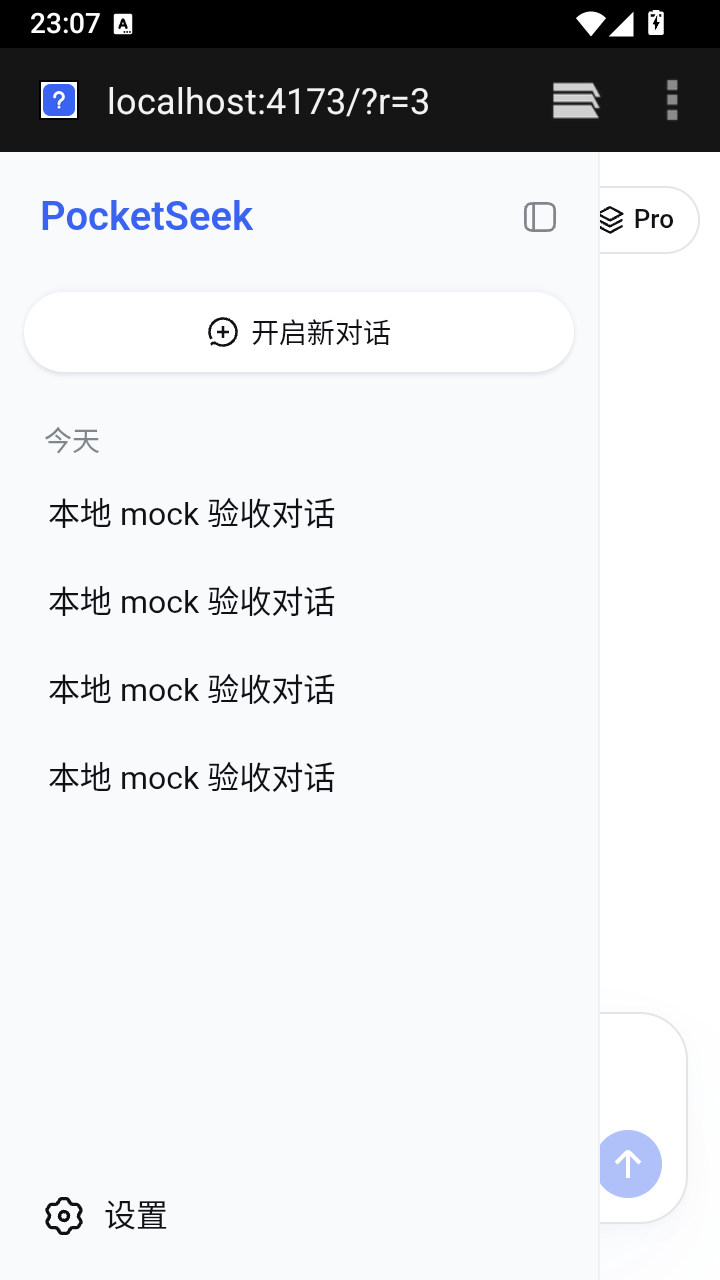 23:07
localhost:4173/?r=3
PocketSeek
Pro
开启新对话
今天
本地 mock 验收对话
本地 mock 验收对话
本地 mock 验收对话
本地 mock 验收对话
设置